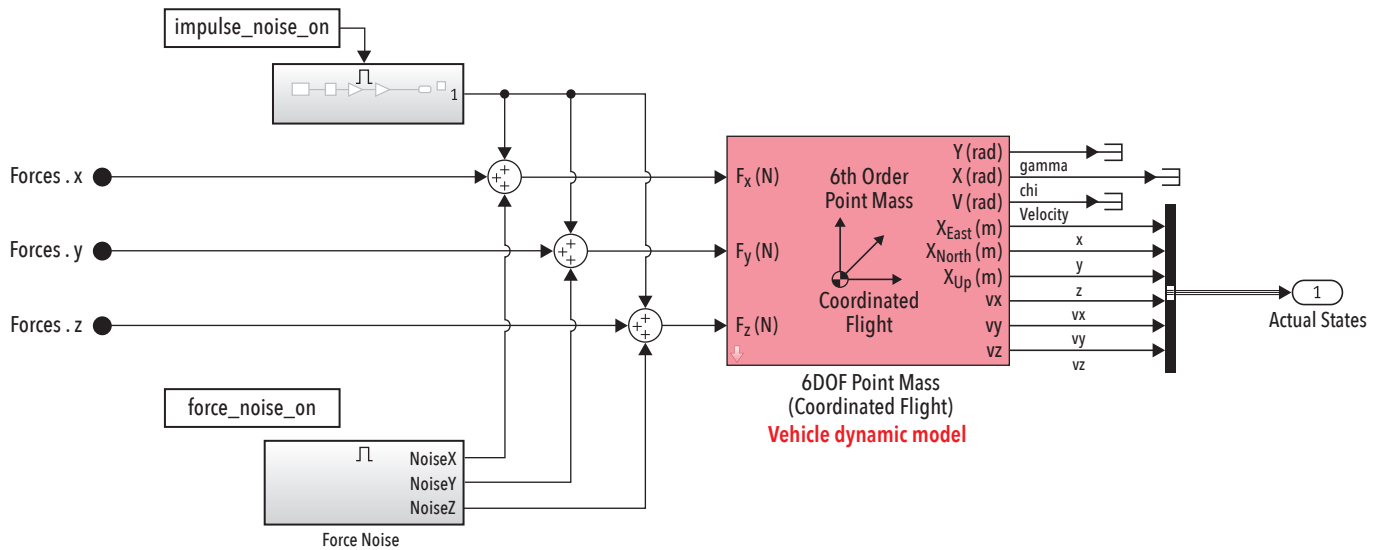 impulse_noise_on
1
Forces . x
Forces . y
Forces . z
+
+
+
+
+
+
+
+
+
Fx (N)
Fy (N)
Fz (N)
6th Order
Point Mass
Coordinated
Flight
Y (rad)
X (rad)
V (rad)
XEast (m)
XNorth (m)
XUp (m)
vx
vy
vz
gamma
chi
Velocity
x
y
z
vx
vy
vz
1
Actual States
6DOF Point Mass
(Coordinated Flight)
Vehicle dynamic model
force_noise_on
NoiseX
NoiseY
NoiseZ
Force Noise